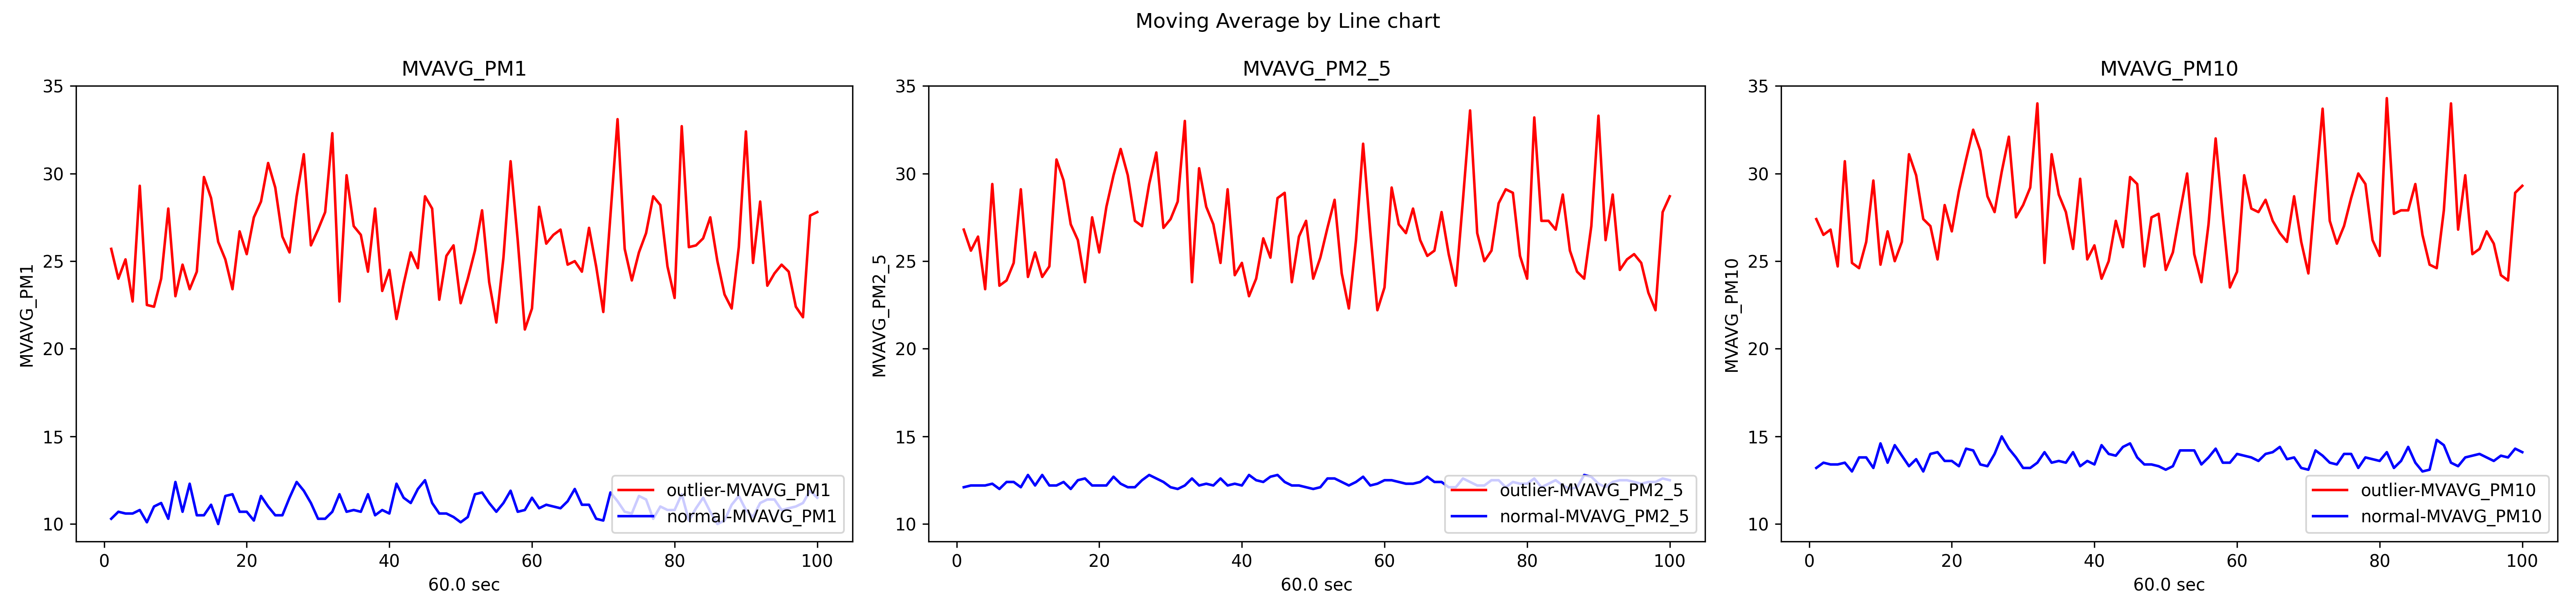 Moving Average by Line chart
MVAVG_PM1
MVAVG_PM1
35
30
25
20
15
10
0
20
40
60
80
100
60.0 sec
outlier-MVAVG_PM1
normal-MVAVG_PM1
MVAVG_PM2_5
MVAVG_PM2_5
35
30
25
20
15
10
0
20
40
60
80
100
60.0 sec
outlier-MVAVG_PM2_5
normal-MVAVG_PM2_5
MVAVG_PM10
MVAVG_PM10
35
30
25
20
15
10
0
20
40
60
80
100
60.0 sec
outlier-MVAVG_PM10
normal-MVAVG_PM10